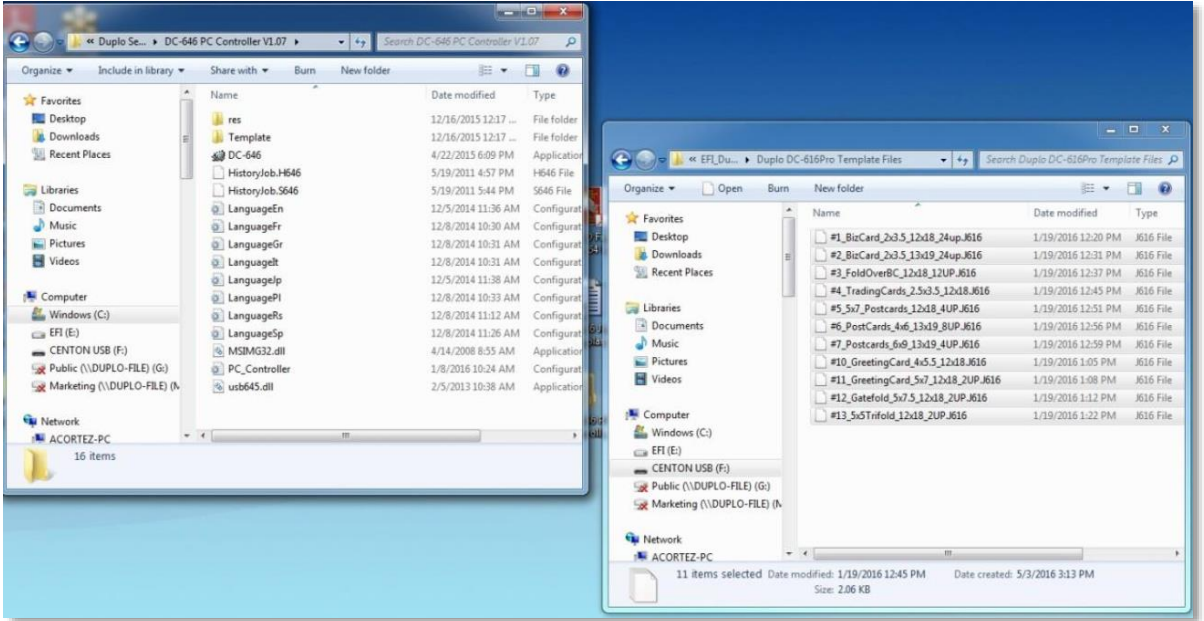 « Duplo Se... ▸ DC-646 PC Controller V1.07 ▸
Search DC-646 PC Controller V1.07
Organize Include in library Share with Burn New folder
Favorites
Desktop
Downloads
Recent Places
Libraries
Documents
Music
Pictures
Videos
Computer
Windows (C:)
EFI (E:)
CENTON USB (F:)
Public (\\DUPLO-FILE) (G:)
Marketing (\\DUPLO-FILE) (M
Network
ACORTEZ-PC
Name Date modified Type
res 12/16/2015 12:17 ... File folder
Template 12/16/2015 12:17 ... File folder
DC-646 4/22/2015 6:09 PM Application
HistoryJob.H646 5/19/2011 4:57 PM H646 File
HistoryJob.S646 5/19/2011 5:44 PM S646 File
LanguageEn 12/5/2014 11:36 AM Configurat
LanguageFr 12/8/2014 10:30 AM Configurat
LanguageGr 12/8/2014 10:31 AM Configurat
LanguageIt 12/8/2014 10:31 AM Configurat
LanguageJp 12/5/2014 11:38 AM Configurat
LanguagePl 12/8/2014 10:33 AM Configurat
LanguageRs 12/8/2014 11:12 AM Configurat
LanguageSp 12/8/2014 11:26 AM Configurat
MSIMG32.dll 4/14/2008 8:55 AM Application
PC_Controller 1/8/2016 10:24 AM Configurat
usb645.dll 2/5/2013 10:38 AM Application
16 items
« EFI_Du... ▸ Duplo DC-616Pro Template Files
Search Duplo DC-616Pro Template Files
Organize Open Burn New folder
Favorites
Desktop
Downloads
Recent Places
Libraries
Documents
Music
Pictures
Videos
Computer
Windows (C:)
EFI (E:)
CENTON USB (F:)
Public (\\DUPLO-FILE) (G:)
Marketing (\\DUPLO-FILE) (M
Network
ACORTEZ-PC
Name Date modified Type
#1_BizCard_2x3.5_12x18_24up.J616 1/19/2016 12:20 PM J616 File
#2_BizCard_2x3.5_13x19_24up.J616 1/19/2016 12:31 PM J616 File
#3_FoldOverBC_12x18_12UP.J616 1/19/2016 12:37 PM J616 File
#4_TradingCards_2.5x3.5_12x18.J616 1/19/2016 12:45 PM J616 File
#5_5x7_Postcards_12x18_4UP.J616 1/19/2016 12:51 PM J616 File
#6_PostCards_4x6_13x19_8UP.J616 1/19/2016 12:56 PM J616 File
#7_Postcards_6x9_13x19_4UP.J616 1/19/2016 12:59 PM J616 File
#10_GreetingCard_4x5.5_12x18.J616 1/19/2016 1:05 PM J616 File
#11_GreetingCard_5x7_12x18_2UP.J616 1/19/2016 1:08 PM J616 File
#12_Gatefold_5x7.5_12x18_2UP.J616 1/19/2016 1:12 PM J616 File
#13_5x5Trifold_12x18_2UP.J616 1/19/2016 1:22 PM J616 File
11 items selected Date modified: 1/19/2016 12:45 PM Date created: 5/3/2016 3:13 PM
Size: 2.06 KB